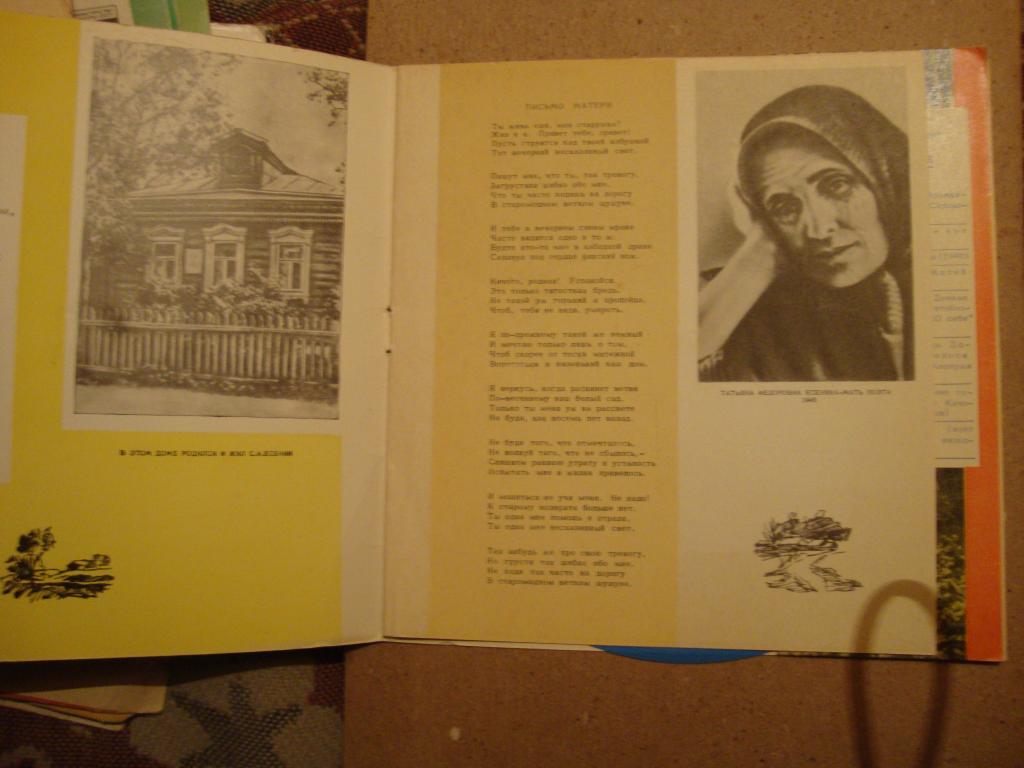 В ЭТОМ ДОМЕ РОДИЛСЯ И ЖИЛ С.А.ЕСЕНИН
ПИСЬМО МАТЕРИ
Ты жива еще, моя старушка?
Жив и я. Привет тебе, привет!
Пусть струится над твоей избушкой
Тот вечерний несказанный свет.
Пишут мне, что ты, тая тревогу,
Загрустила шибко обо мне,
Что ты часто ходишь на дорогу
В старомодном ветхом шушуне.
И тебе в вечернем синем мраке
Часто видится одно и то ж:
Будто кто-то мне в кабацкой драке
Саданул под сердце финский нож.
Ничего, родная! Успокойся.
Это только тягостная бредь.
Не такой уж горький я пропойца,
Чтоб, тебя не видя, умереть.
Я по-прежнему такой же нежный
И мечтаю только лишь о том,
Чтоб скорее от тоски мятежной
Воротиться в низенький наш дом.
Я вернусь, когда раскинет ветви
По-весеннему наш белый сад.
Только ты меня уж на рассвете
Не буди, как восемь лет назад.
Не буди того, что отмечталось,
Не волнуй того, что не сбылось,-
Слишком раннюю утрату и усталость
Испытать мне в жизни привелось.
И молиться не учи меня. Не надо!
К старому возврата больше нет.
Ты одна мне помощь и отрада,
Ты одна мне несказанный свет.
Так забудь же про свою тревогу,
Не грусти так шибко обо мне.
Не ходи так часто на дорогу
В старомодном ветхом шушуне.
ТАТЬЯНА ФЕДОРОВНА ЕСЕНИНА-МАТЬ ПОЭТА
О себе"